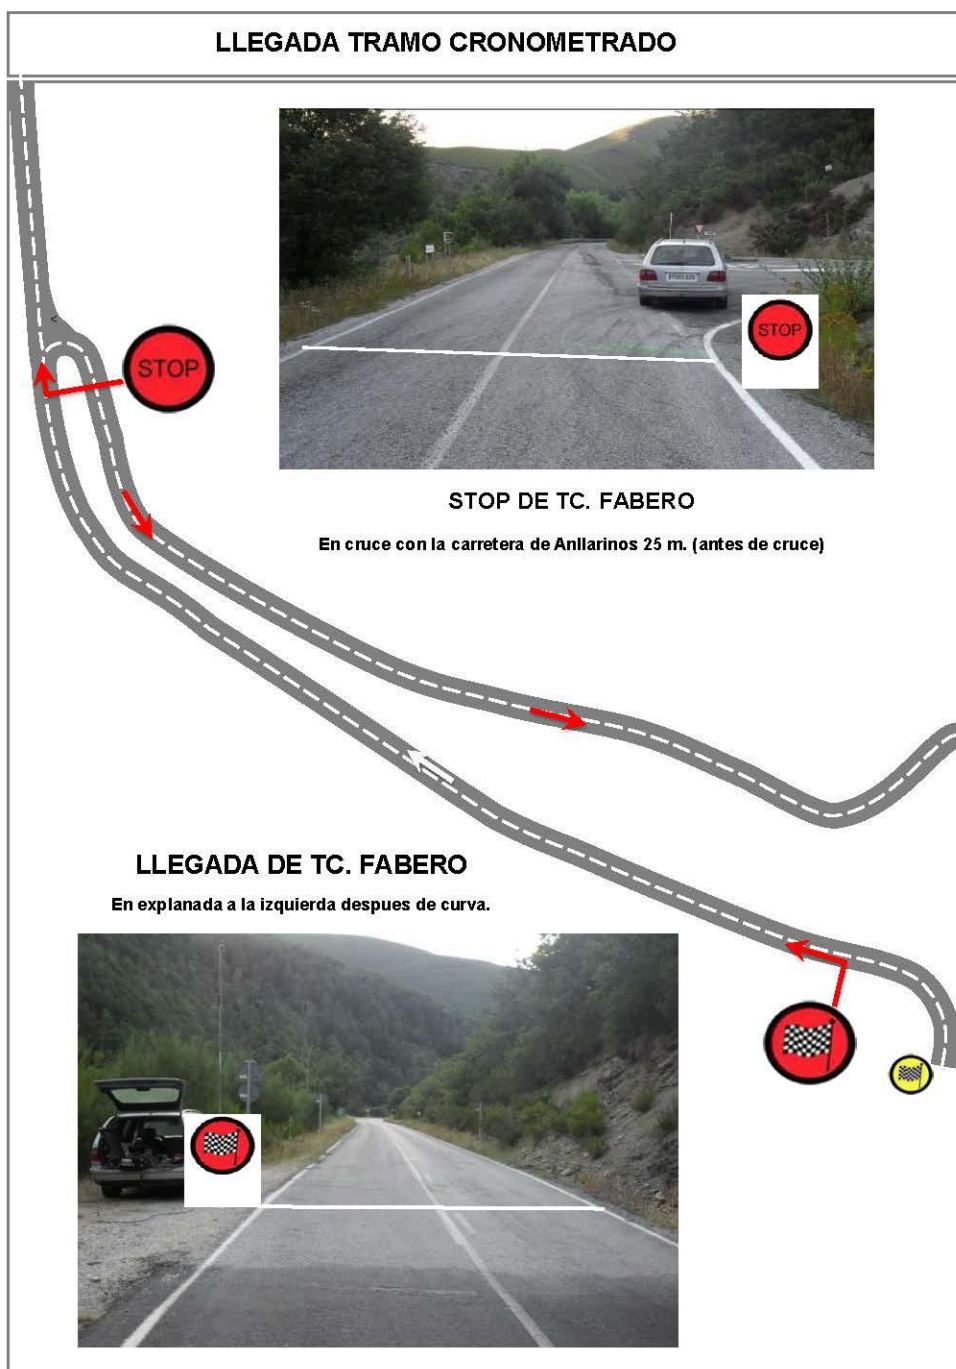 LLEGADA TRAMO CRONOMETRADO
STOP
STOP
STOP DE TC. FABERO
En cruce con la carretera de Anllarinos 25 m. (antes de cruce)
LLEGADA DE TC. FABERO
En explanada a la izquierda despues de curva.